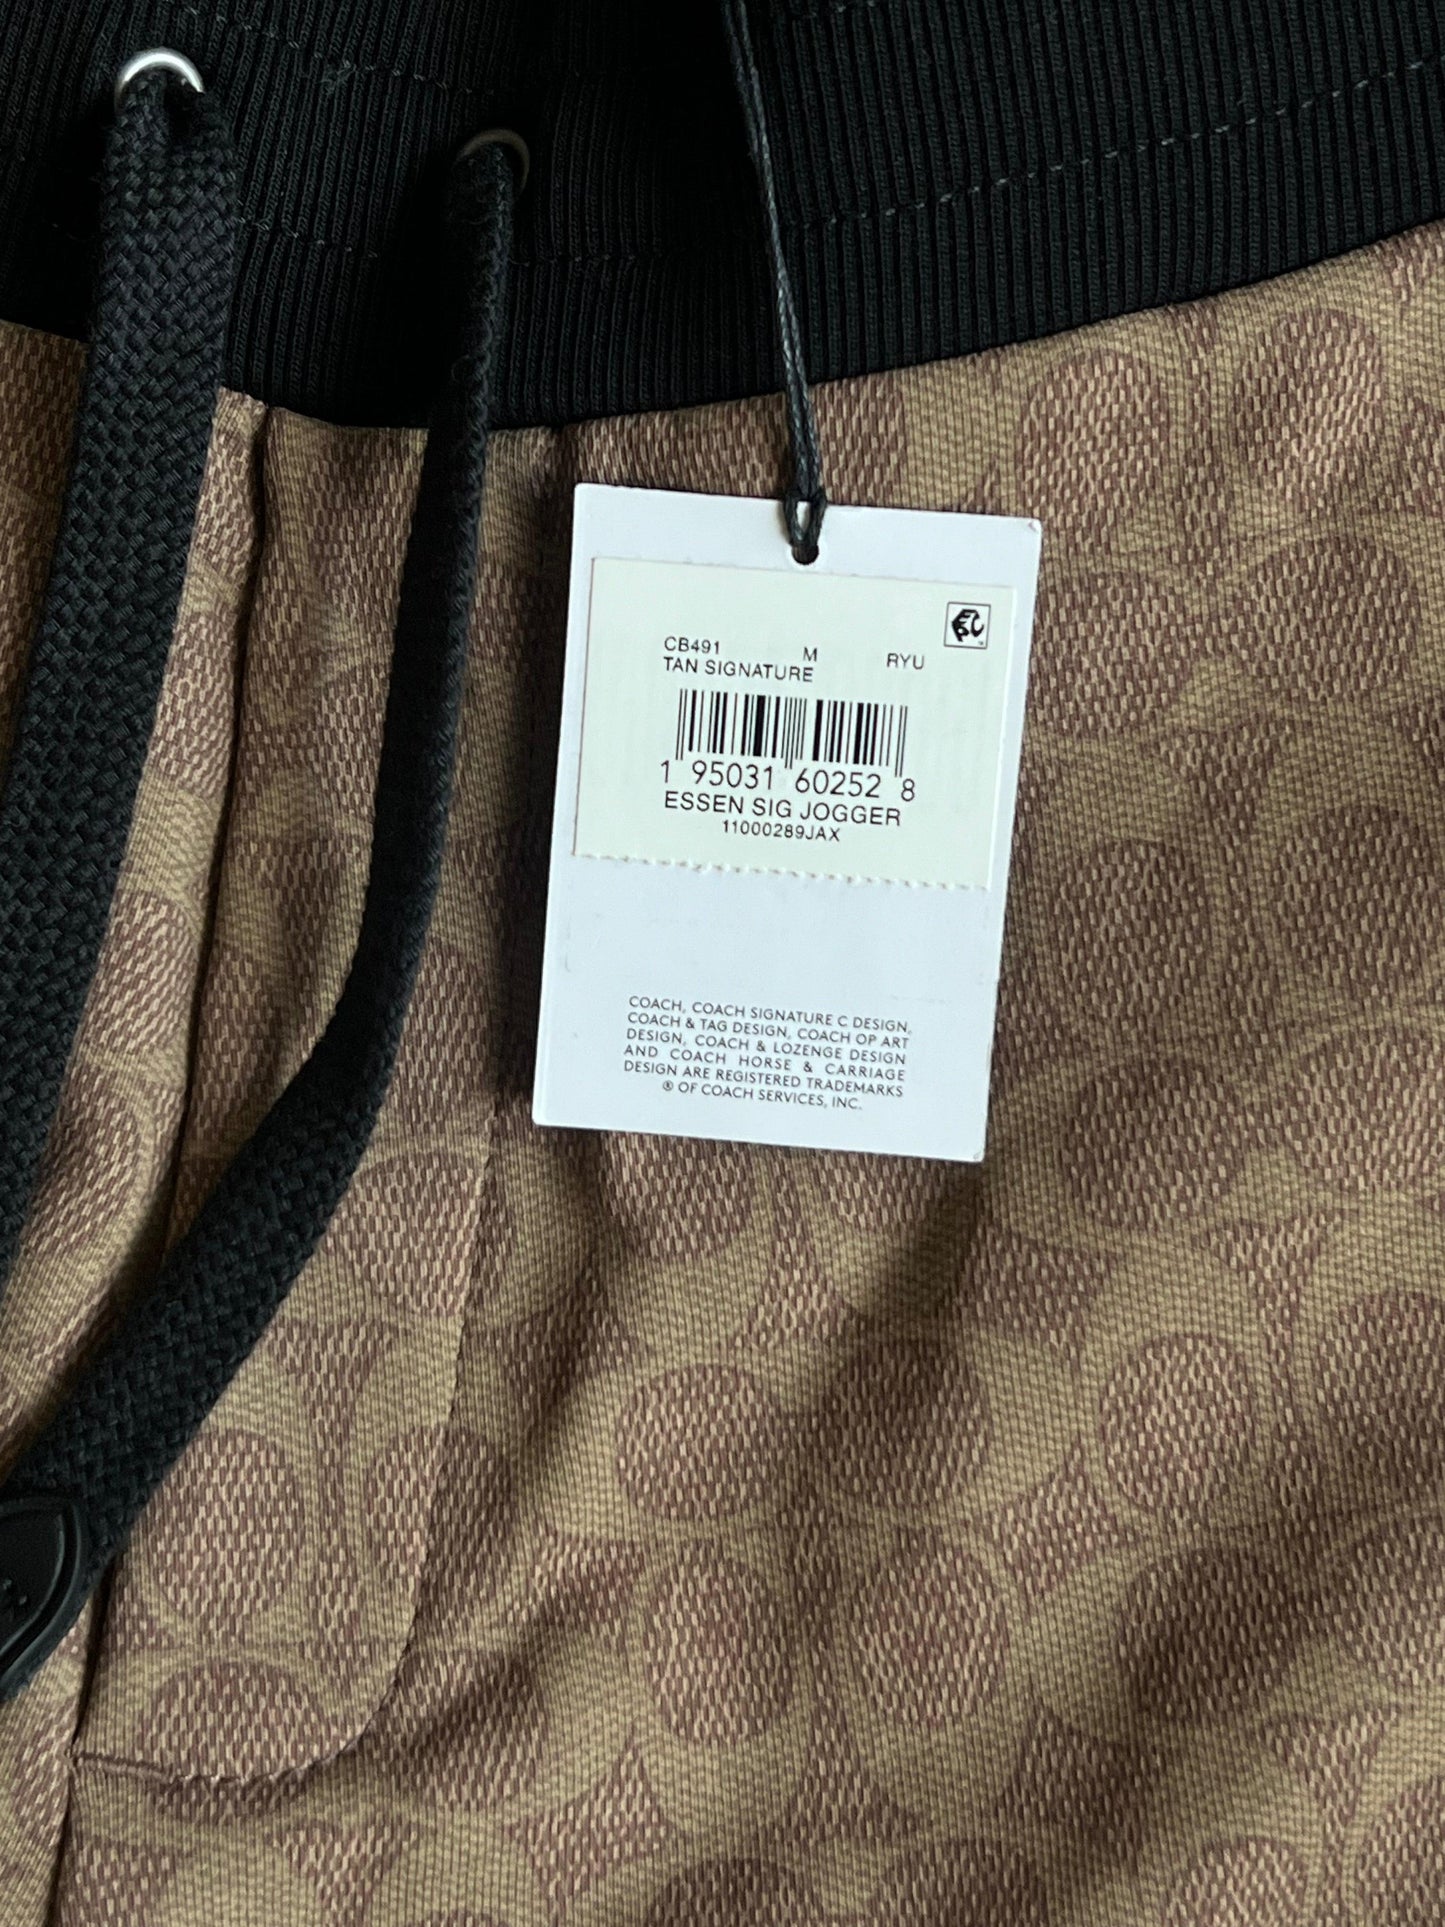 CB491 M RYU
TAN SIGNATURE
1 95031 60252 8
ESSEN SIG JOGGER
11000289JAX
COACH, COACH SIGNATURE C DESIGN,
COACH & TAG DESIGN, COACH OP ART
DESIGN, COACH & LOZENGE DESIGN
AND COACH HORSE & CARRIAGE
DESIGN ARE REGISTERED TRADEMARKS
® OF COACH SERVICES, INC.